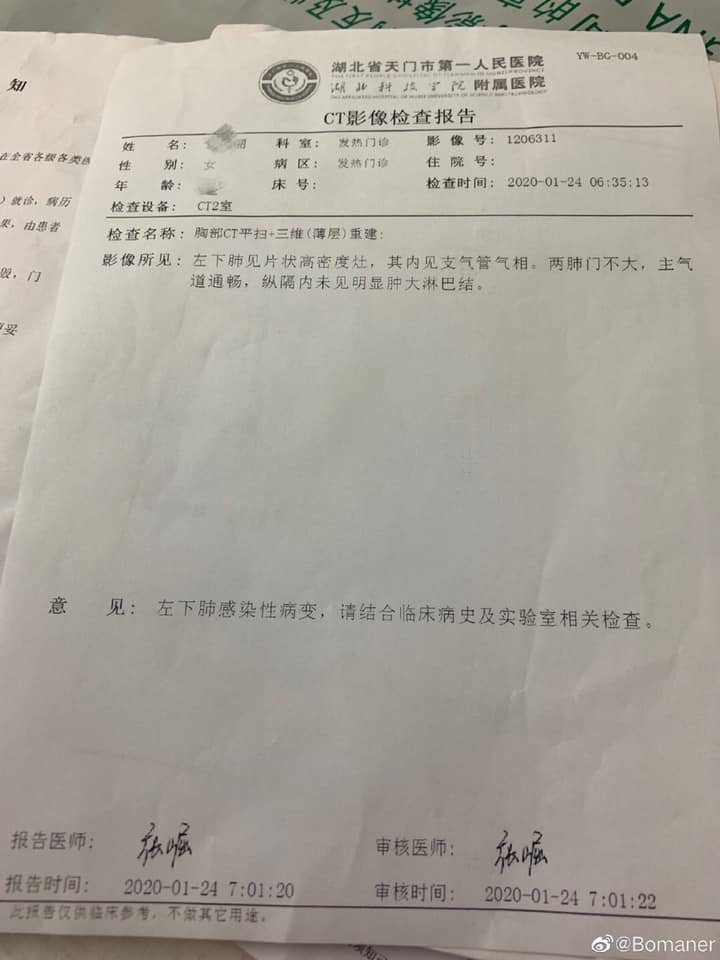 知
在全省各级各类医
）就诊，病历
果，由患者
毁，门
妥
湖北省天门市第一人民医院
THE FIRST PEOPLE'S HOSPITAL OF TIANMEN IN HUBEI PROVINCE
湖北科技学院 附属医院
YW-BG-004
CT影像检查报告
姓 名： 科室：发热门诊 影像号：1206311
性 别：女 病区：发热门诊 住院号：
年 龄： 床号： 检查时间：2020-01-24 06:35:13
检查设备：CT2室
检查名称：胸部CT平扫+三维(薄层)重建:
影像所见：左下肺见片状高密度灶，其内见支气管气相。两肺门不大，主气
道通畅，纵隔内未见明显肿大淋巴结。
意 见：左下肺感染性病变，请结合临床病史及实验室相关检查。
报告医师： 审核医师：
报告时间：2020-01-24 7:01:20 审核时间：2020-01-24 7:01:22
此报告仅供临床参考，不做其它用途。
@Bomaner